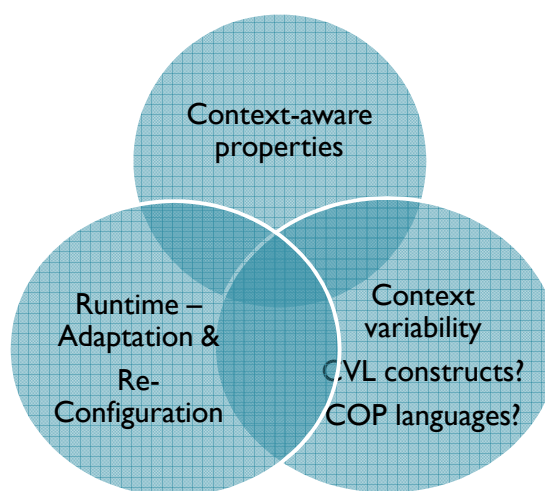 Context-aware
properties
Runtime –
Adaptation &
Re-
Configuration
Context
variability
CVL constructs?
COP languages?